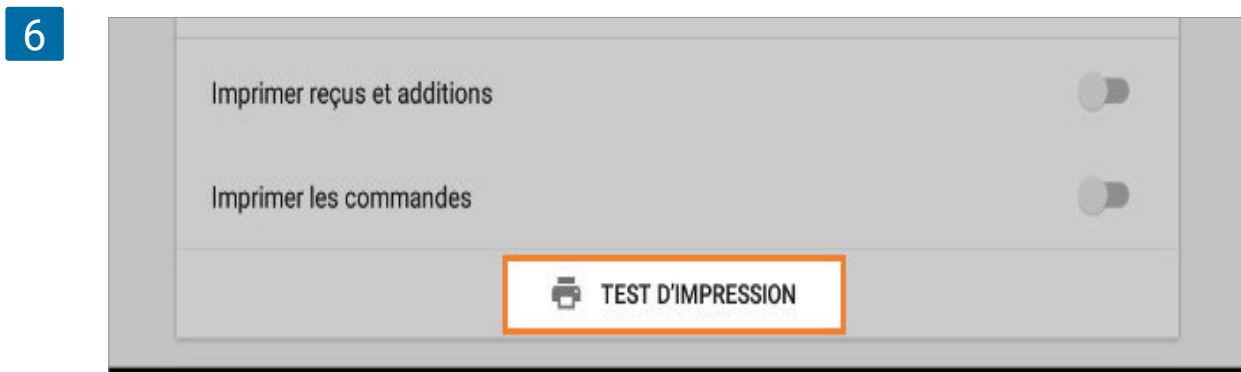 6
Imprimer reçus et additions
Imprimer les commandes
TEST D'IMPRESSION